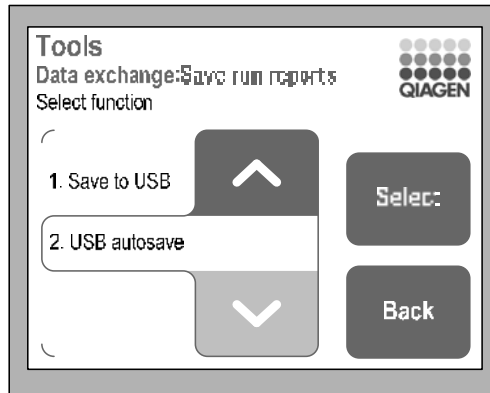 Tools
Data exchange:Save run reports
Select function
QIAGEN
1. Save to USB
2. USB autosave
Select
Back